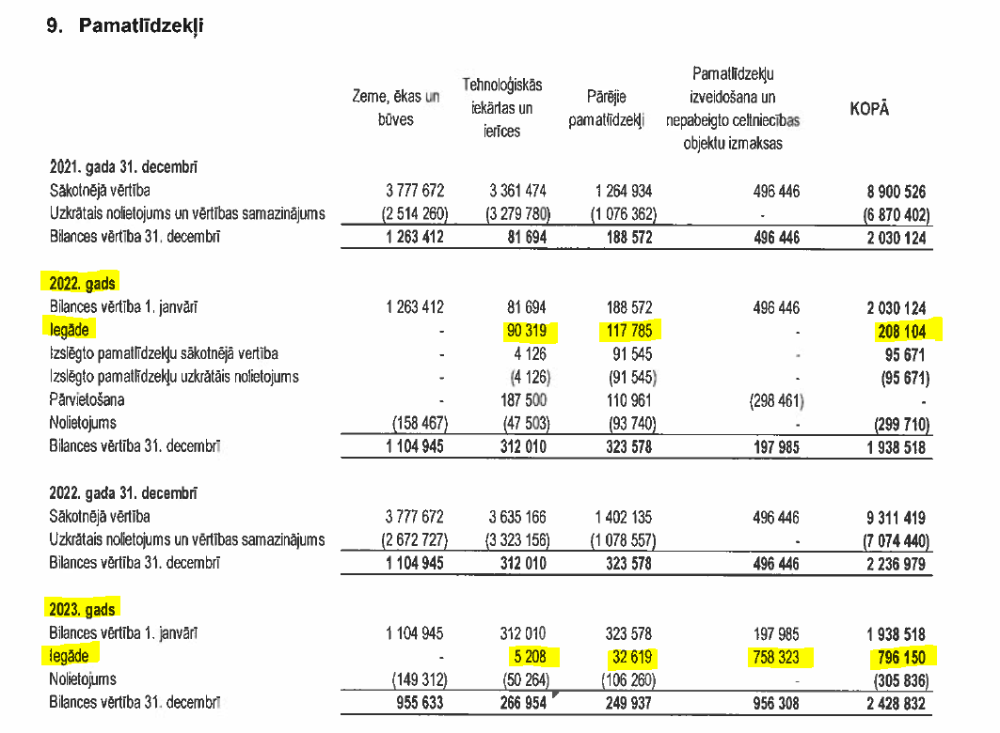 9. Pamatlīdzekļi
Zeme, ēkas un būves
Tehnoloģiskās iekārtas un ierīces
Pārējie pamatlīdzekļi
Pamatlīdzekļu izveidošana un nepabeigto celtniecības objektu izmaksas
KOPĀ
2021. gada 31. decembrī
Sākotnējā vērtība 3 777 672 3 361 474 1 264 934 496 446 8 900 526
Uzkrātais nolietojums un vērtības samazinājums (2 514 260) (3 279 780) (1 076 362) - (6 870 402)
Bilances vērtība 31. decembrī 1 263 412 81 694 188 572 496 446 2 030 124
2022. gads
Bilances vērtība 1. janvārī 1 263 412 81 694 188 572 496 446 2 030 124
Iegāde - 90 319 117 785 - 208 104
Izslēgto pamatlīdzekļu sākotnējā vertība - 4 126 91 545 - 95 671
Izslēgto pamatlīdzekļu uzkrātais nolietojums - (4 126) (91 545) - (95 671)
Pārvietošana - 187 500 110 961 (298 461) -
Nolietojums (158 467) (47 503) (93 740) - (299 710)
Bilances vērtība 31. decembrī 1 104 945 312 010 323 578 197 985 1 938 518
2022. gada 31. decembrī
Sākotnējā vērtība 3 777 672 3 635 166 1 402 135 496 446 9 311 419
Uzkrātais nolietojums un vērtības samazinājums (2 672 727) (3 323 156) (1 078 557) - (7 074 440)
Bilances vērtība 31. decembrī 1 104 945 312 010 323 578 496 446 2 236 979
2023. gads
Bilances vērtība 1. janvārī 1 104 945 312 010 323 578 197 985 1 938 518
Iegāde - 5 208 32 619 758 323 796 150
Nolietojums (149 312) (50 264) (106 260) - (305 836)
Bilances vērtība 31. decembrī 955 633 266 954 249 937 956 308 2 428 832